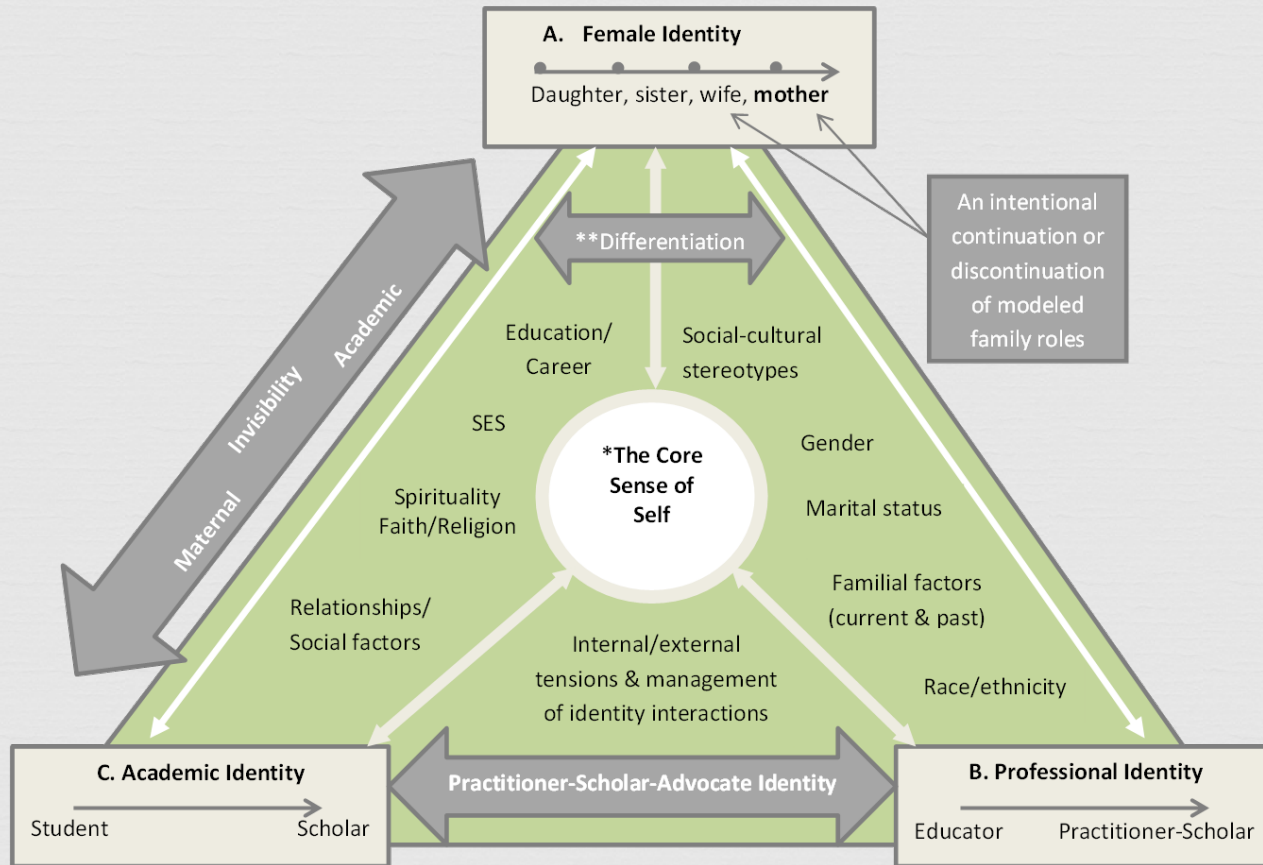 A. Female Identity
Daughter, sister, wife, mother
An intentional
continuation or
discontinuation
of modeled
family roles
**Differentiation
Maternal Invisibility Academic
Education/
Career
Social-cultural
stereotypes
SES
Gender
*The Core
Sense of
Self
Spirituality
Faith/Religion
Marital status
Relationships/
Social factors
Familial factors
(current & past)
Internal/external
tensions & management
of identity interactions
Race/ethnicity
C. Academic Identity
Student Scholar
Practitioner-Scholar-Advocate Identity
B. Professional Identity
Educator Practitioner-Scholar